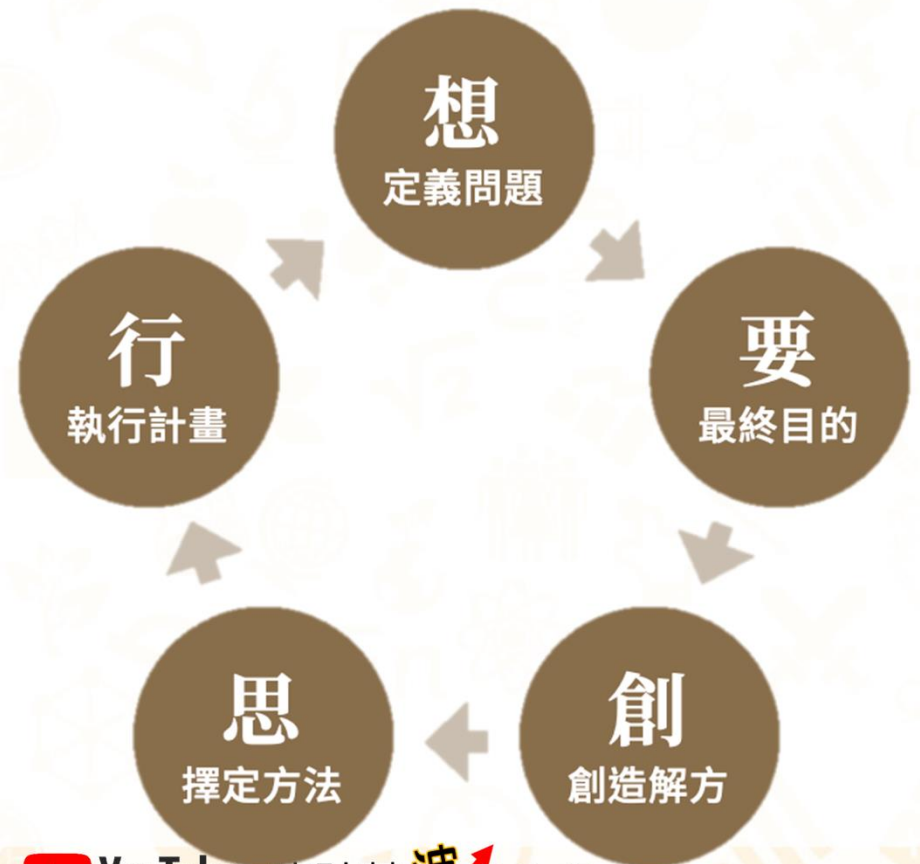 想
定義問題
要
最終目的
創
創造解方
思
擇定方法
行
執行計畫